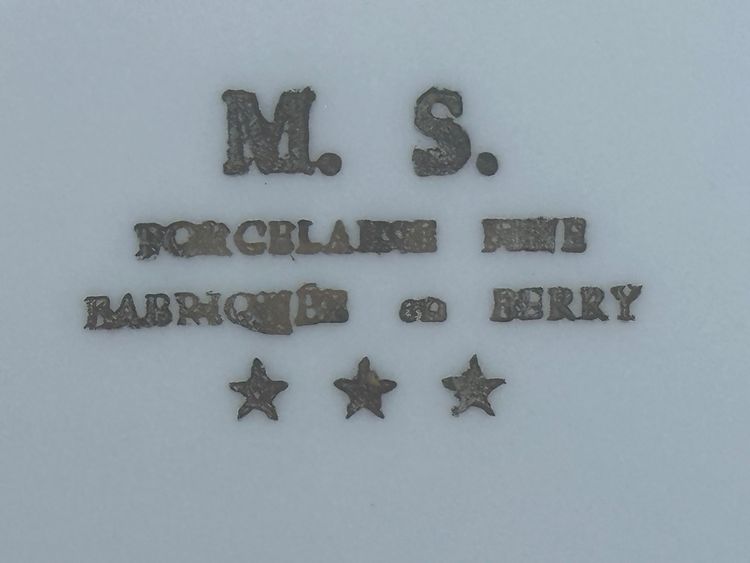 M. S.
PORCELAINE FINE
FABRIQUÉE en BERRY